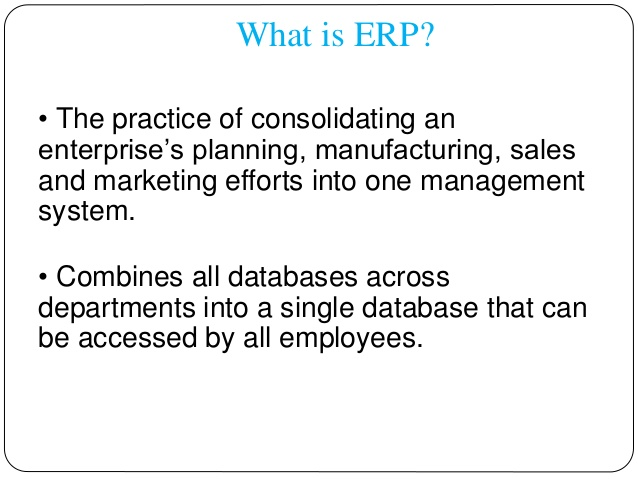 What is ERP?
• The practice of consolidating an
enterprise’s planning, manufacturing, sales
and marketing efforts into one management
system.
• Combines all databases across
departments into a single database that can
be accessed by all employees.